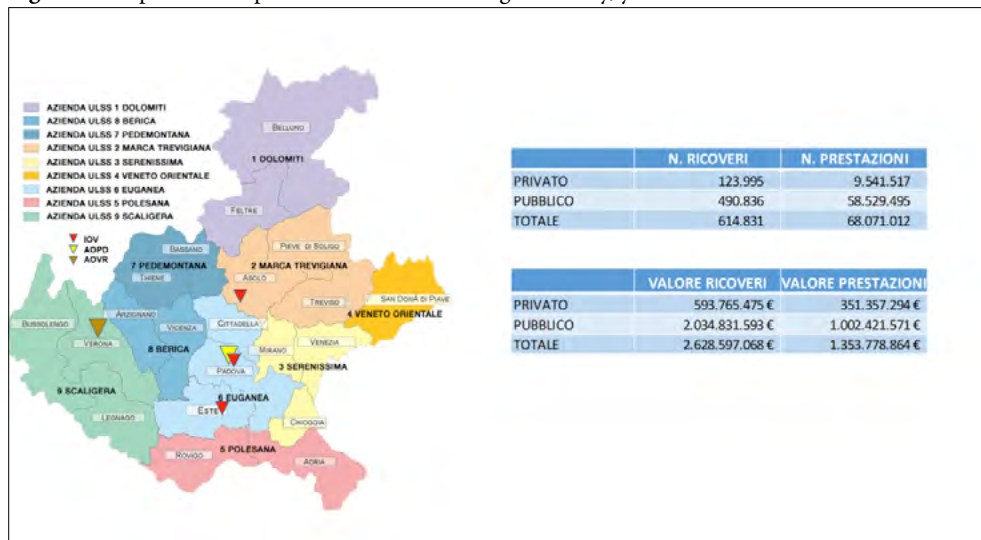 AZIENDA ULSS 1 DOLOMITI
AZIENDA ULSS 8 BERICA
AZIENDA ULSS 7 PEDEMONTANA
AZIENDA ULSS 2 MARCA TREVIGIANA
AZIENDA ULSS 3 SERENISSIMA
AZIENDA ULSS 4 VENETO ORIENTALE
AZIENDA ULSS 6 EUGANEA
AZIENDA ULSS 5 POLESANA
AZIENDA ULSS 9 SCALIGERA
IOV
AOPD
AOVR
BELLUNO
1 DOLOMITI
FELTRE
BASSANO
PIEVE DI SOLIGO
7 PEDEMONTANA
2 MARCA TREVIGIANA
THIENE
ASOLO
TREVISO
SAN DONÀ DI PIAVE
4 VENETO ORIENTALE
BUSSOLENGO
ARZIGNANO
VICENZA
CITTADELLA
VERONA
8 BERICA
MIRANO
VENEZIA
PADOVA
3 SERENISSIMA
9 SCALIGERA
6 EUGANEA
ESTE
LEGNAGO
CHIOGGIA
ROVIGO
5 POLESANA
ADRIA
N. RICOVERI N. PRESTAZIONI
PRIVATO 123.995 9.541.517
PUBBLICO 490.836 58.529.495
TOTALE 614.831 68.071.012
VALORE RICOVERI VALORE PRESTAZIONI
PRIVATO 593.765.475 € 351.357.294 €
PUBBLICO 2.034.831.593 € 1.002.421.571 €
TOTALE 2.628.597.068 € 1.353.778.864 €